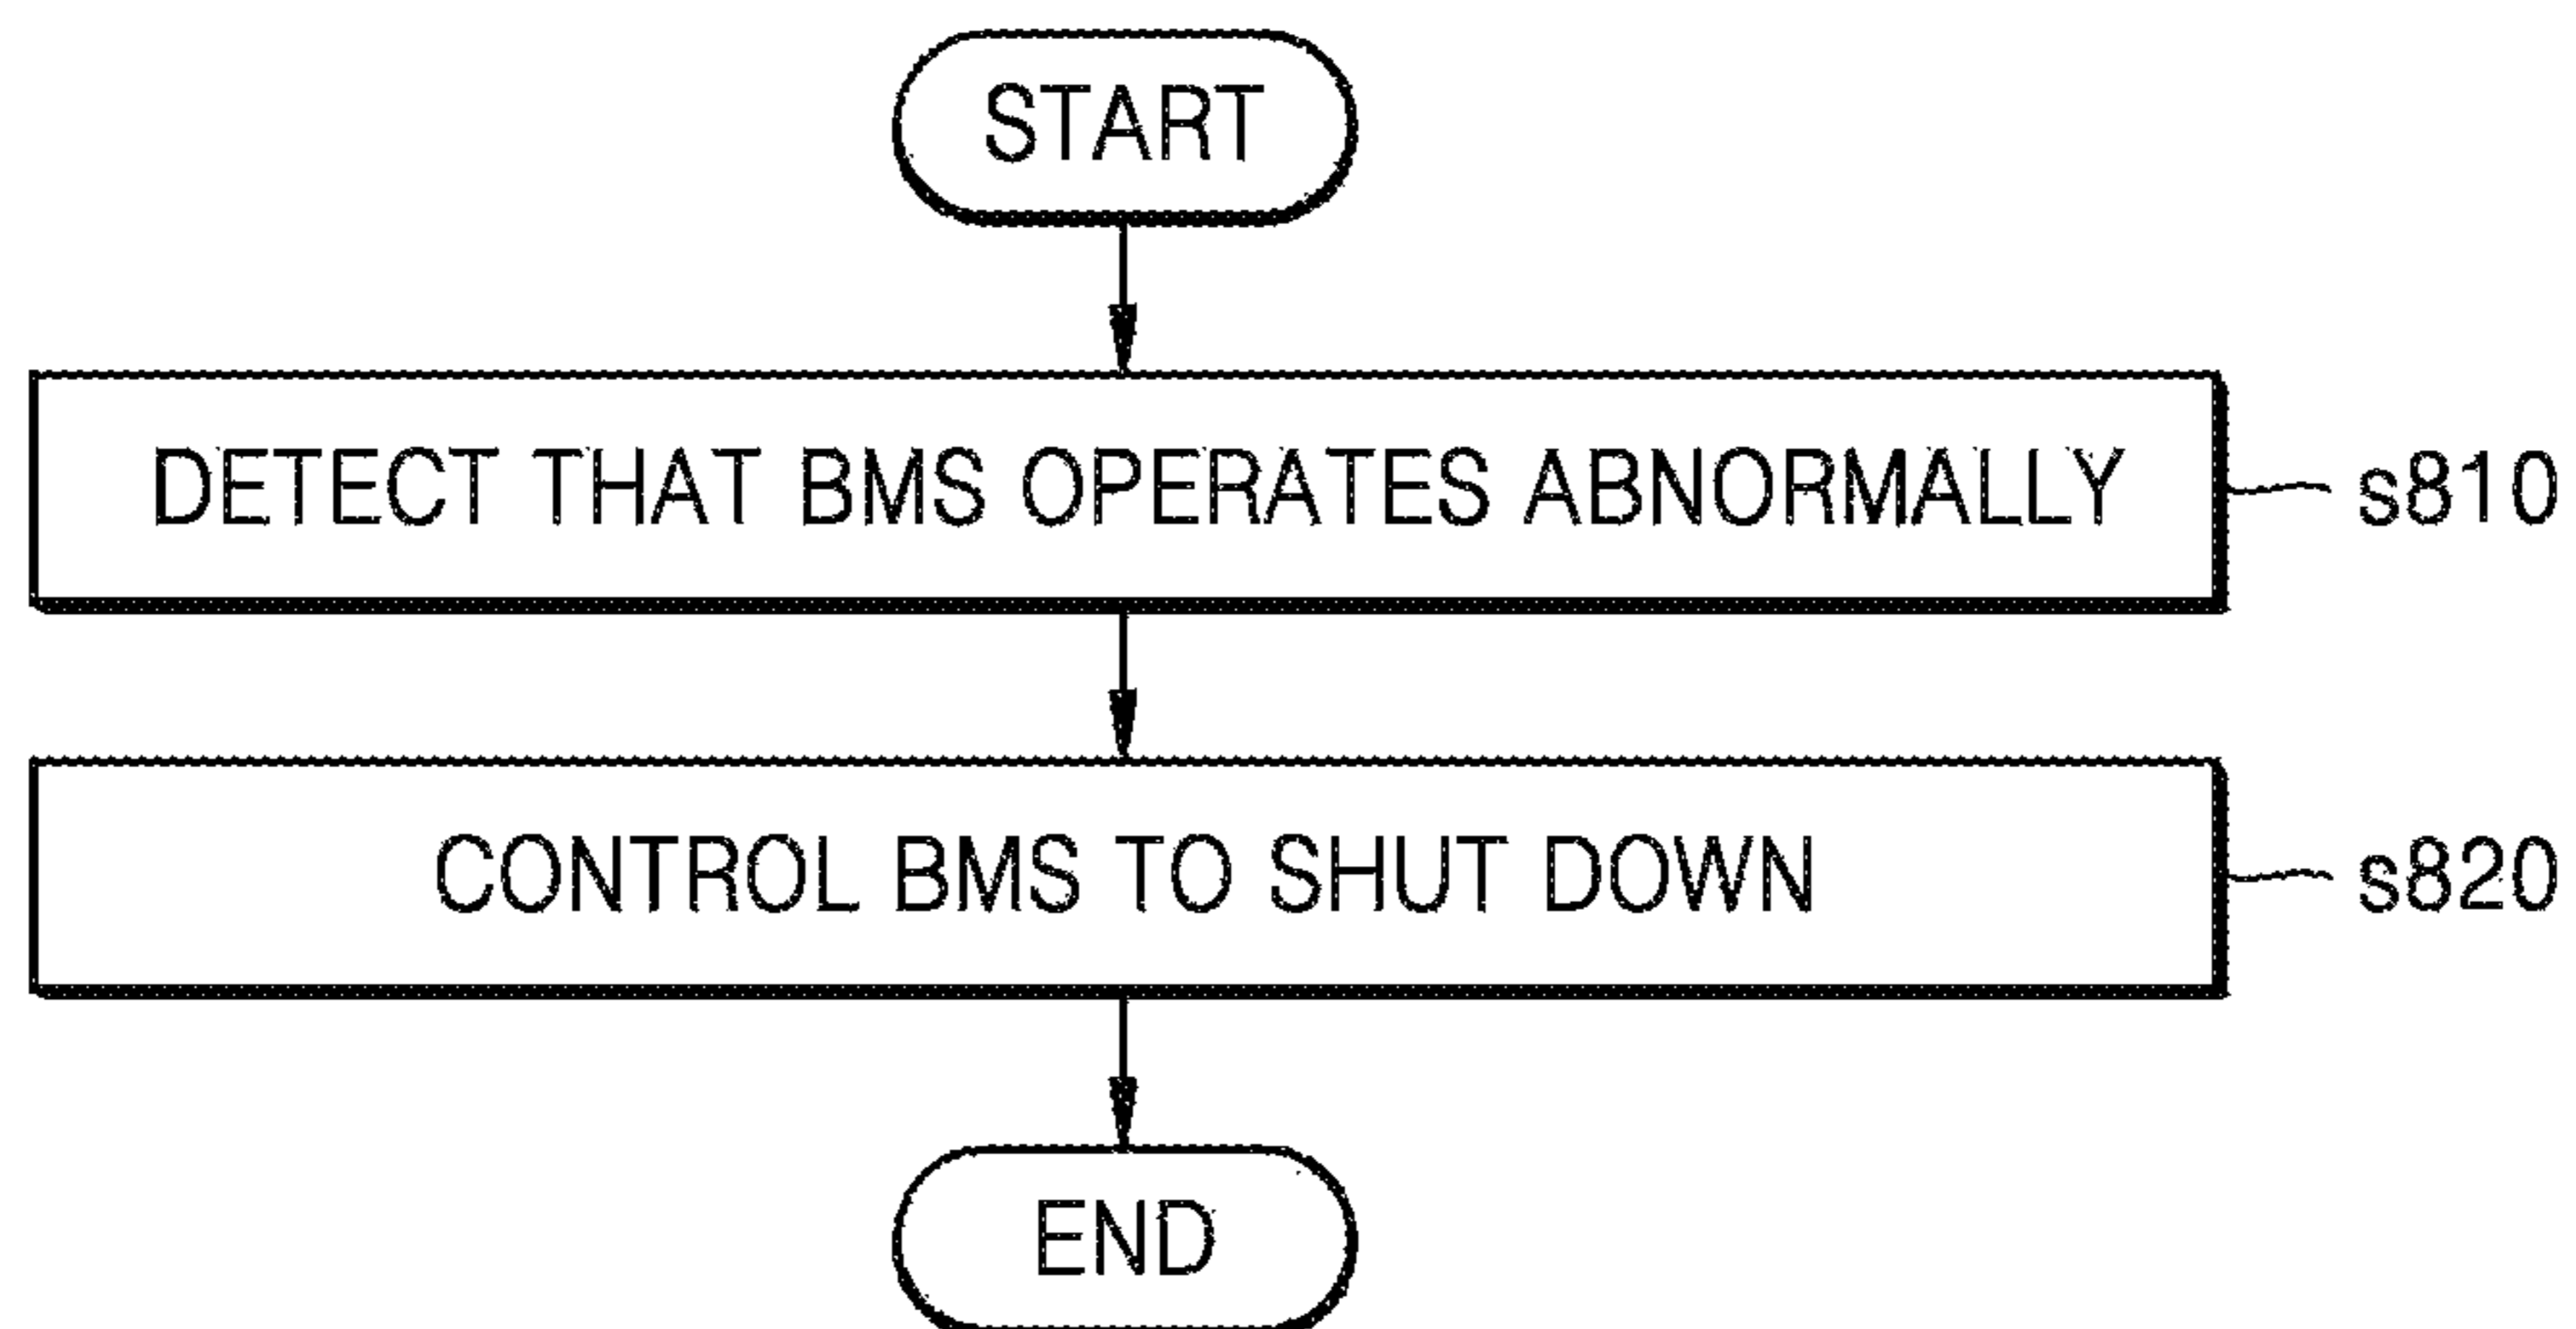 START
DETECT THAT BMS OPERATES ABNORMALLY
s810
CONTROL BMS TO SHUT DOWN
s820
END